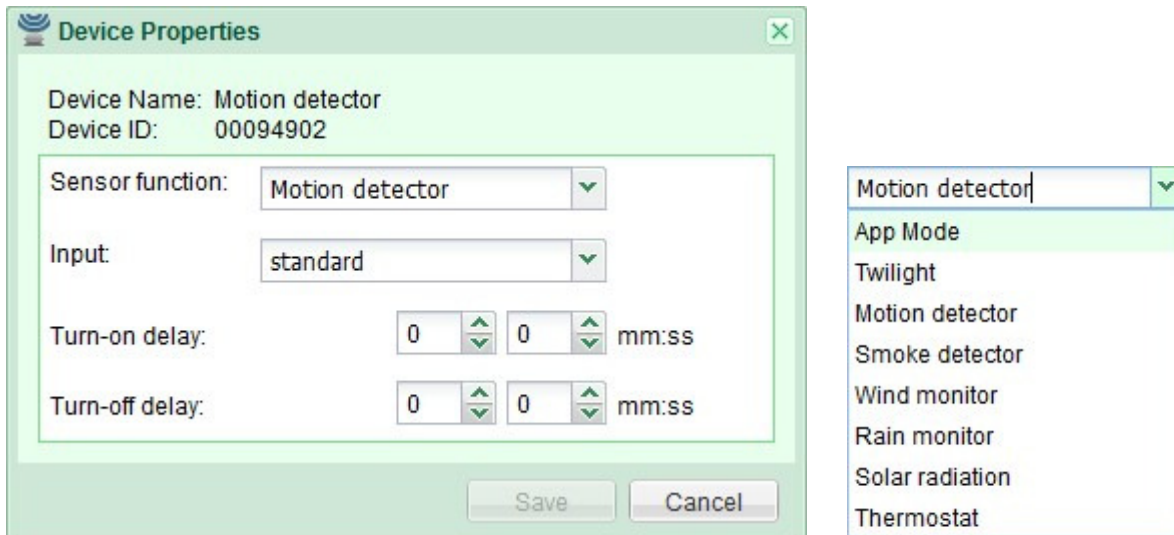 Device Properties
Device Name: Motion detector
Device ID: 00094902
Sensor function: Motion detector
Input: standard
Turn-on delay: 0 0 mm:ss
Turn-off delay: 0 0 mm:ss
Save Cancel
Motion detector
App Mode
Twilight
Motion detector
Smoke detector
Wind monitor
Rain monitor
Solar radiation
Thermostat